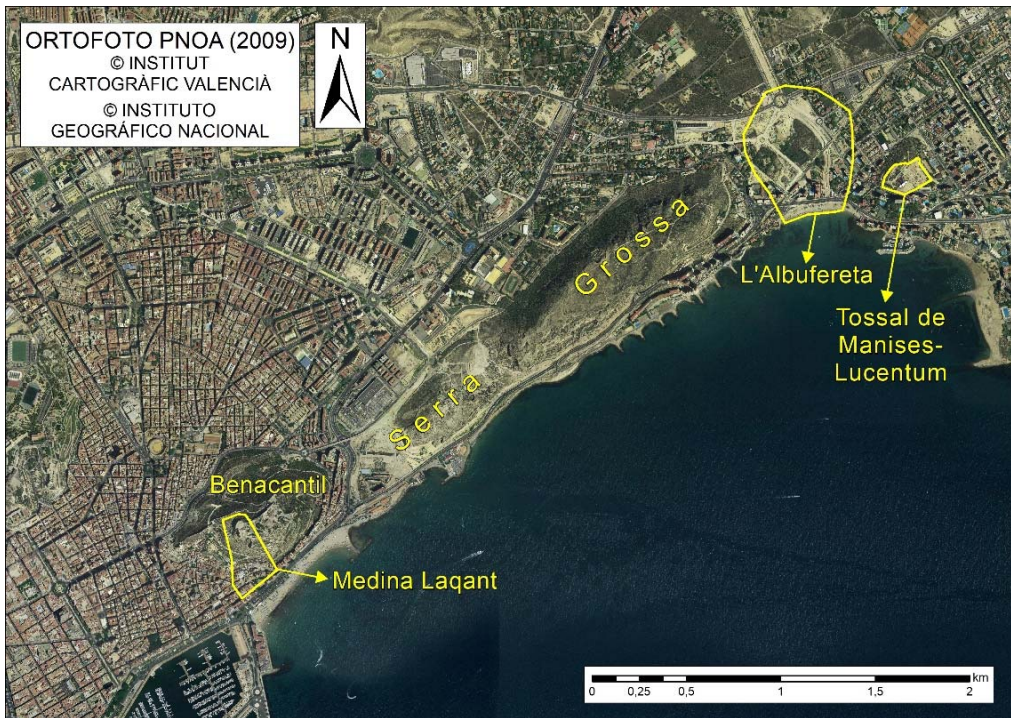 ORTOFOTO PNOA (2009)
© INSTITUT
CARTOGRÀFIC VALENCIÀ
© INSTITUTO
GEOGRÁFICO NACIONAL
N
Serra Grossa
L'Albufereta
Tossal de
Manises-
Lucentum
Benacantil
Medina Laqant
km
0 0,25 0,5 1 1,5 2